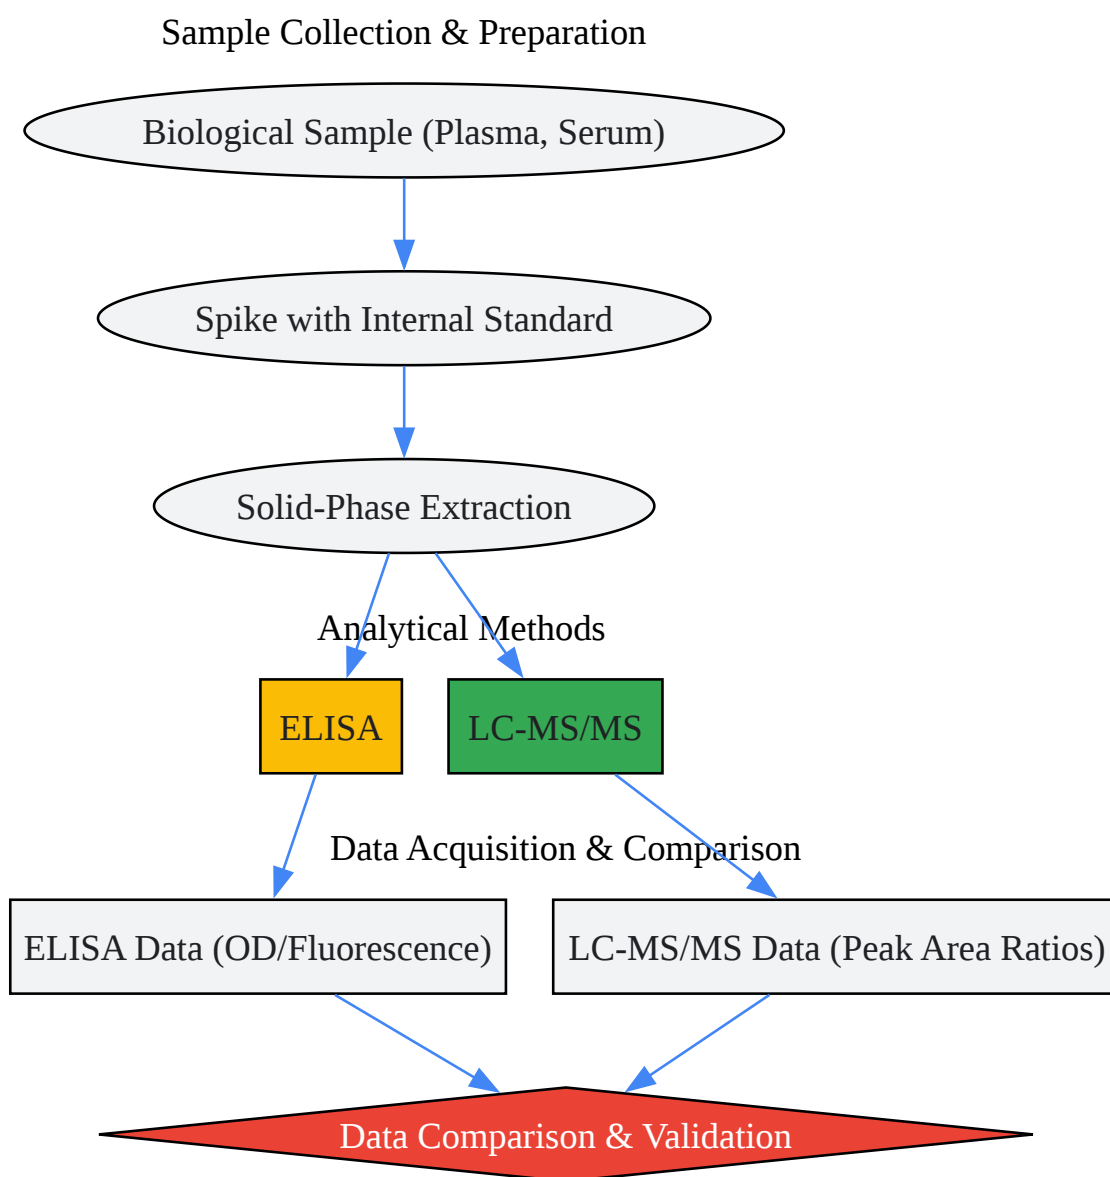 Sample Collection & Preparation
Biological Sample (Plasma, Serum)
Spike with Internal Standard
Solid-Phase Extraction
Analytical Methods
ELISA
LC-MS/MS
Data Acquisition & Comparison
ELISA Data (OD/Fluorescence)
LC-MS/MS Data (Peak Area Ratios)
Data Comparison & Validation